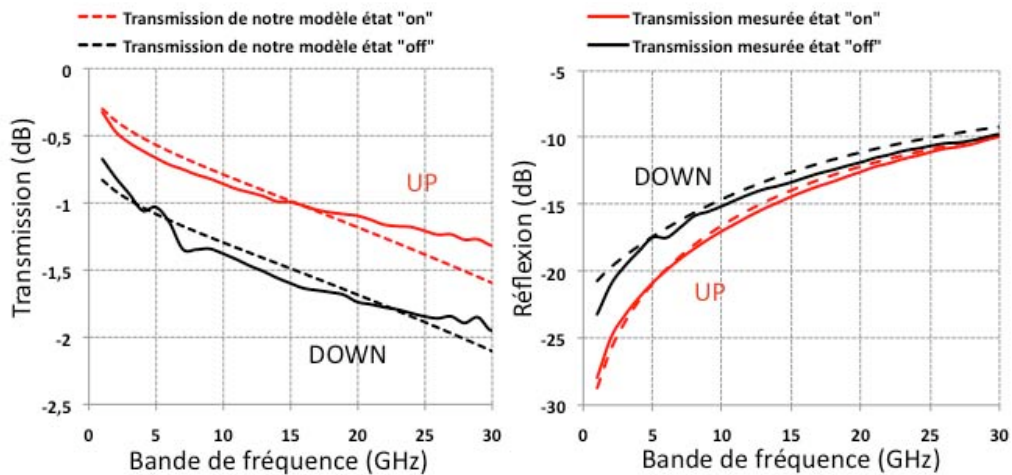 Transmission de notre modèle état "on"
Transmission de notre modèle état "off"
Transmission mesurée état "on"
Transmission mesurée état "off"
Transmission (dB)
0
-0,5
-1
-1,5
-2
-2,5
UP
DOWN
0 5 10 15 20 25 30
Bande de fréquence (GHz)
Réflexion (dB)
-5
-10
-15
-20
-25
-30
DOWN
UP
0 5 10 15 20 25 30
Bande de fréquence (GHz)